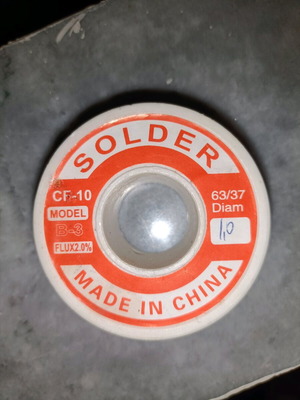 SOLDER
CF-10
MODEL
B-3
FLUX2.0%
63/37
Diam
1,0
MADE IN CHINA